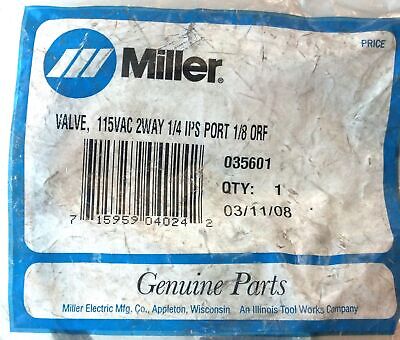 Miller®
PRICE
VALVE, 115VAC 2WAY 1/4 IPS PORT 1/8 ORF
035601
QTY: 1
03/11/08
7 15959 04024 2
Genuine Parts
Miller Electric Mfg. Co., Appleton, Wisconsin An Illinois Tool Works Company